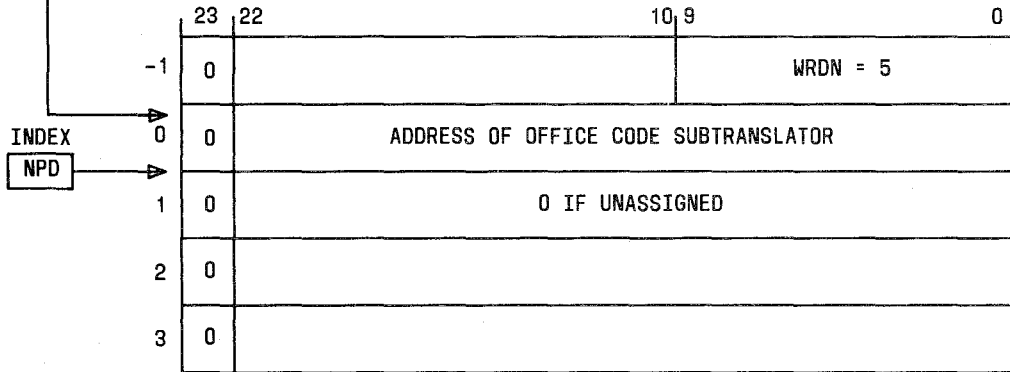 23 22 10 9 0
-1 0 WRDN = 5
INDEX 0 0 ADDRESS OF OFFICE CODE SUBTRANSLATOR
NPD
1 0 0 IF UNASSIGNED
2 0
3 0